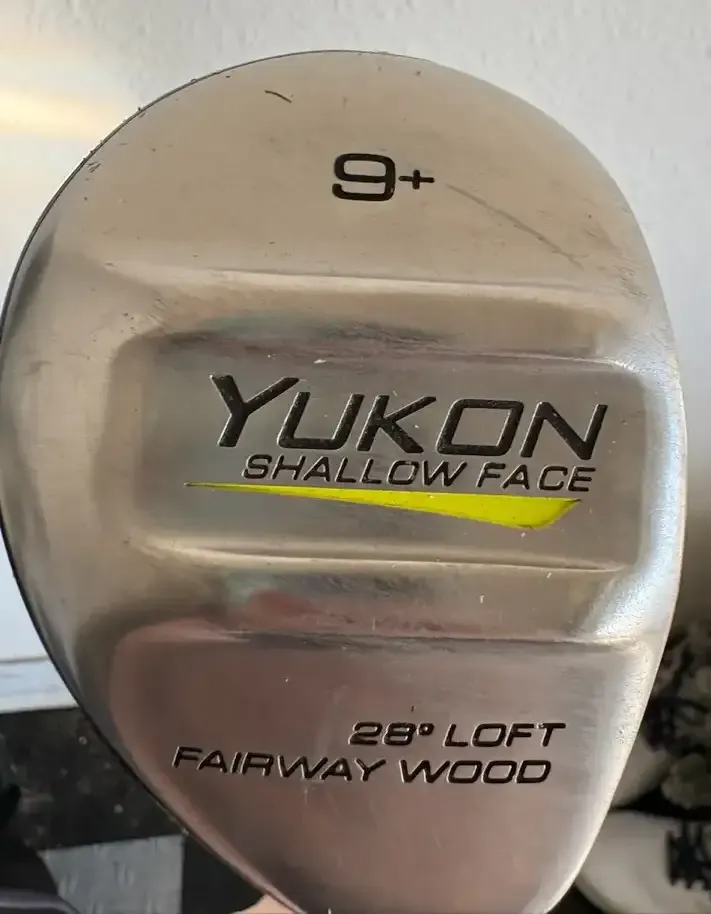 9+
YUKON
SHALLOW FACE
28° LOFT
FAIRWAY WOOD